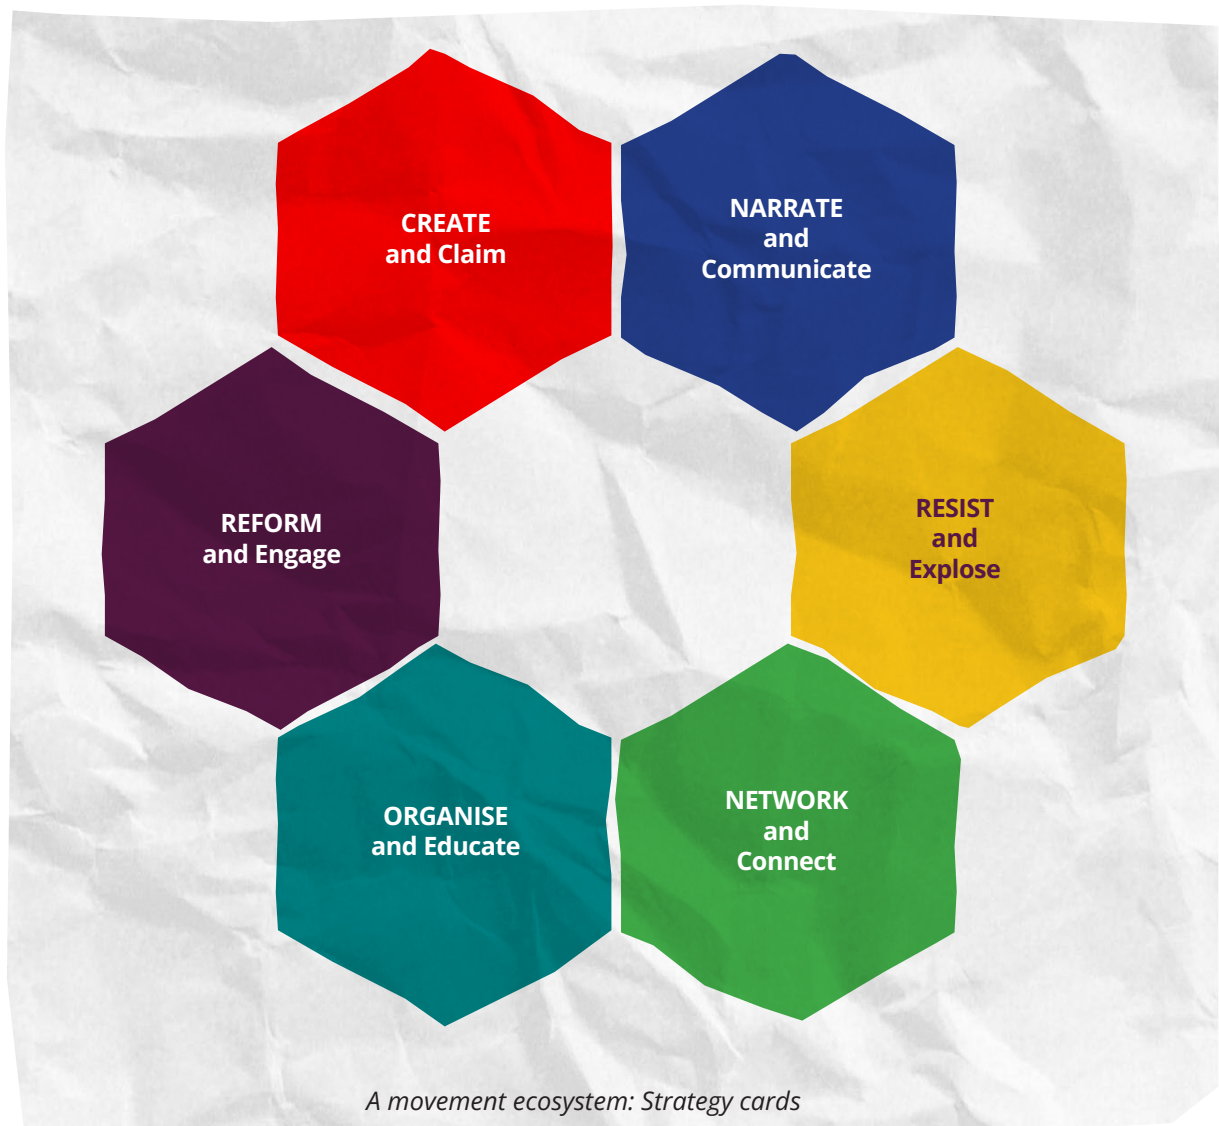 CREATE
and Claim
NARRATE
and
Communicate
REFORM
and Engage
RESIST
and
Explose
ORGANISE
and Educate
NETWORK
and
Connect
A movement ecosystem: Strategy cards